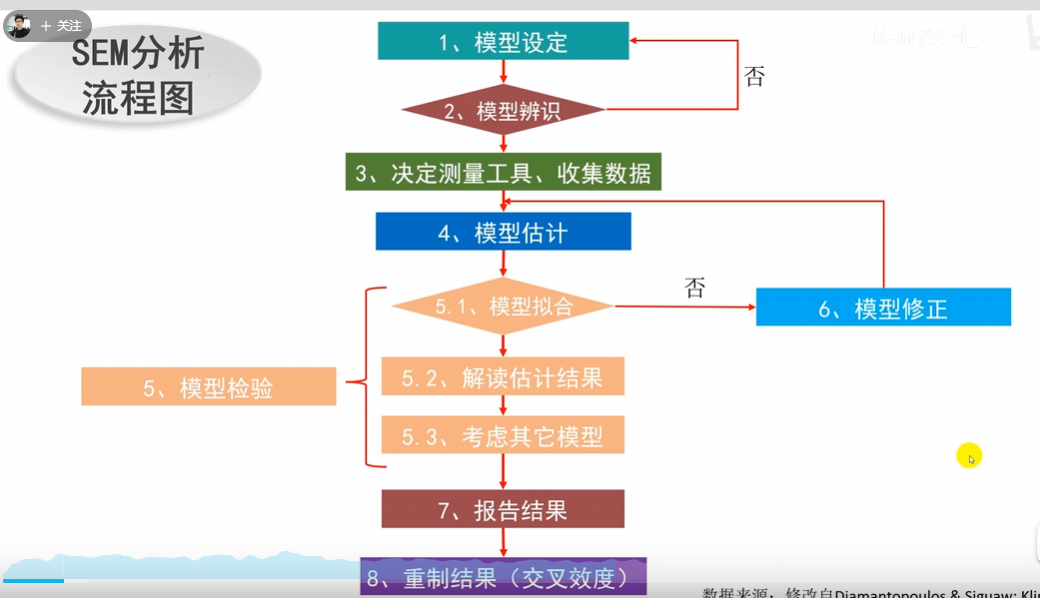 + 关注
SEM分析
流程图
1、模型设定
否
2、模型辨识
3、决定测量工具、收集数据
4、模型估计
5.1、模型拟合
否
6、模型修正
5、模型检验
5.2、解读估计结果
5.3、考虑其它模型
7、报告结果
8、重制结果（交叉效度）
数据来源：修改自Diamantopoulos & Siguaw; Kli